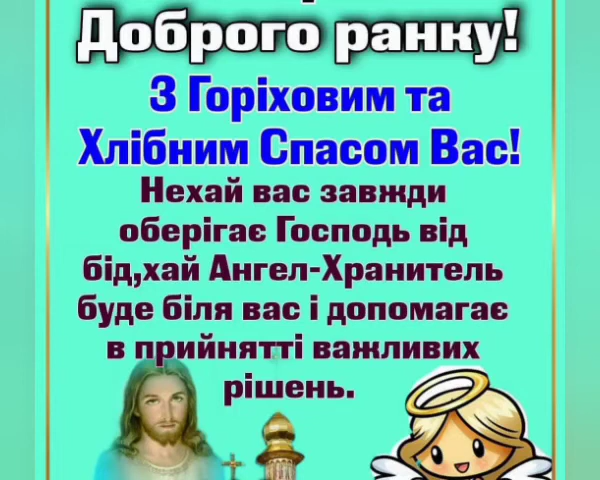 Доброго ранку!
З Горіховим та
Хлібним Спасом Вас!
Нехай вас завжди
оберігає Господь від
бід,хай Ангел-Хранитель
буде біля вас і допомагає
в прийнятті важливих
рішень.